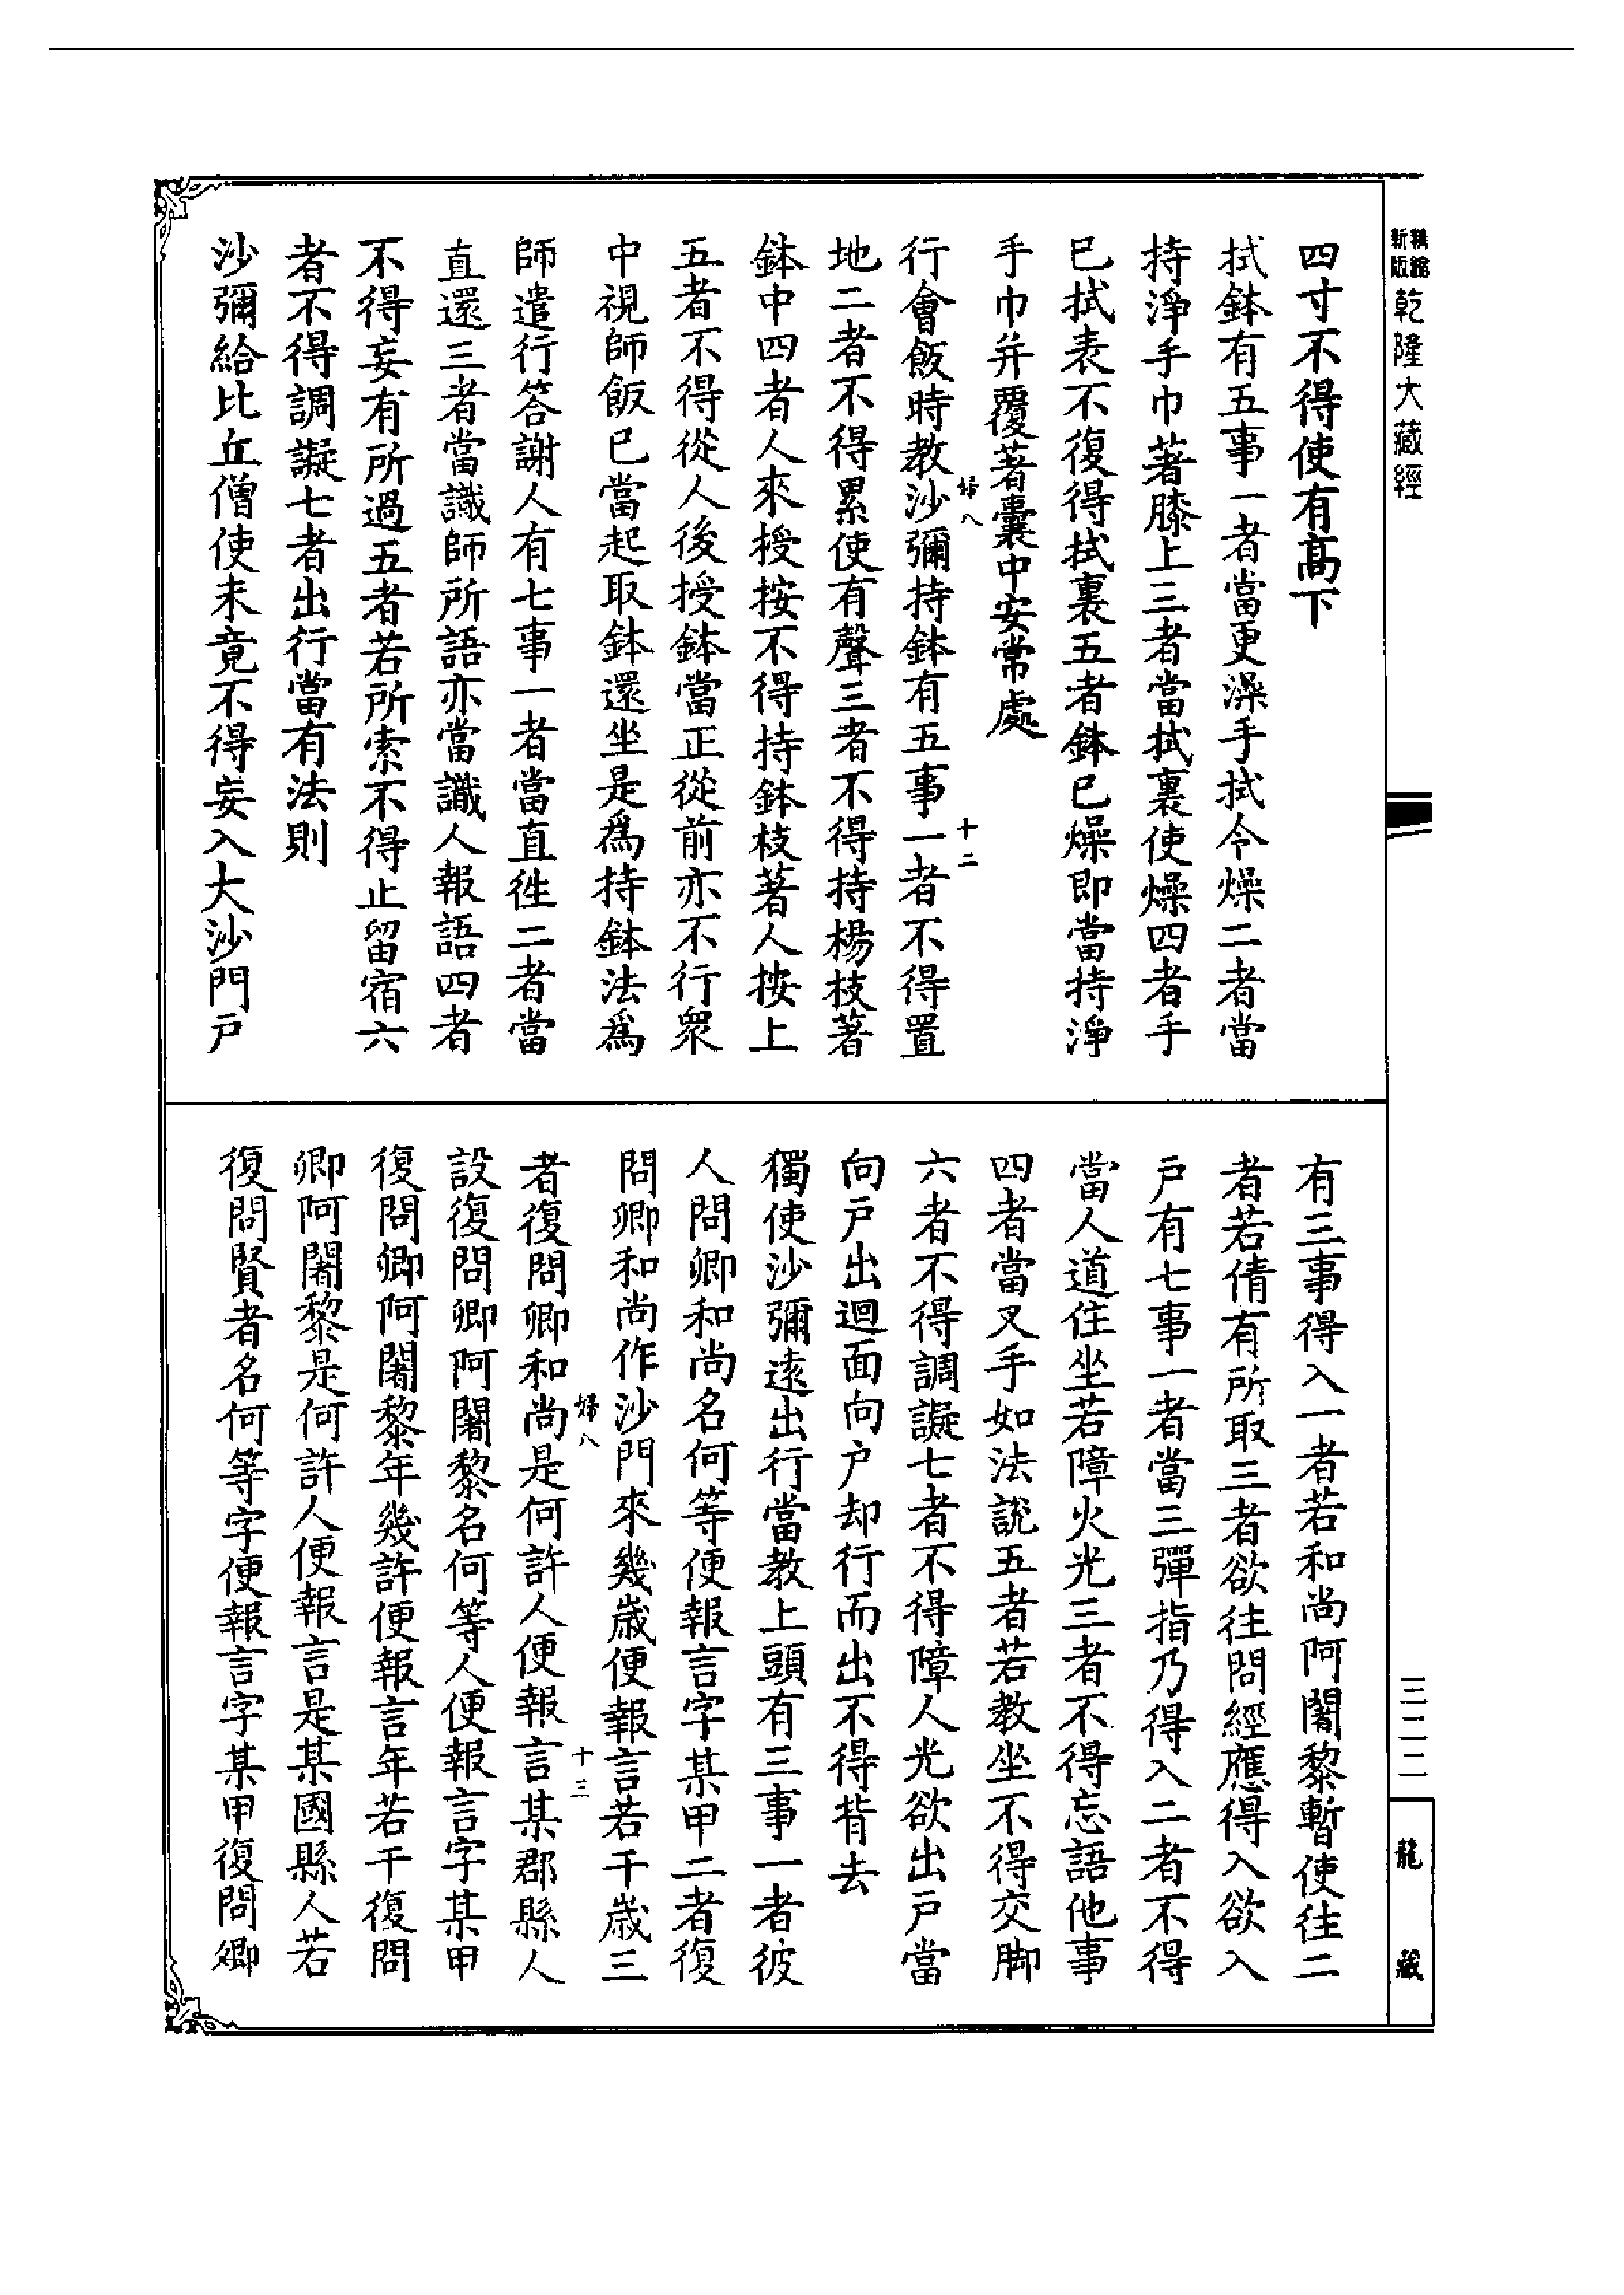 新版精縮乾隆大藏經
四寸不得使有高下
拭鉢有五事一者當更澡手拭令燥二者當
持淨手巾著膝上三者當拭裏使燥四者手
已拭表不復得拭裏五者鉢已燥即當持淨
手巾并覆著囊中安常處
行會飯時教沙彌持鉢有五事一者不得置
婦八 十二
地二者不得累使有聲三者不得持楊枝著
鉢中四者人來授按不得持鉢枝著人按上
五者不得從人後授鉢當正從前亦不行眾
中視師飯已當起取鉢還坐是爲持鉢法爲
師遣行答謝人有七事一者當直徃二者當
直還三者當識師所語亦當識人報語四者
不得妄有所過五者若所索不得止留宿六
者不得調譺七者出行當有法則
沙彌給比丘僧使未竟不得妄入大沙門戶
有三事得入一者若和尚阿闍黎暫使往二
者若倩有所取三者欲往問經應得入欲入
戶有七事一者當三彈指乃得入二者不得
當人道住坐若障火光三者不得忘語他事
四者當叉手如法說五者若教坐不得交脚
六者不得調譺七者不得障人光欲出戶當
向戶出迴面向户却行而出不得背去
獨使沙彌遠出行當教上頭有三事一者彼
人問卿和尚名何等便報言字某甲二者復
問卿和尚作沙門來幾歲便報言若干歲三
婦八 十三
者復問卿和尚是何許人便報言某郡縣人
設復問卿阿闍黎名何等人便報言字某甲
復問卿阿闍黎年幾許便報言年若干復問
卿阿闍黎是何許人便報言是某國縣人若
復問賢者名何等字便報言字某甲復問卿
三二二
龍藏